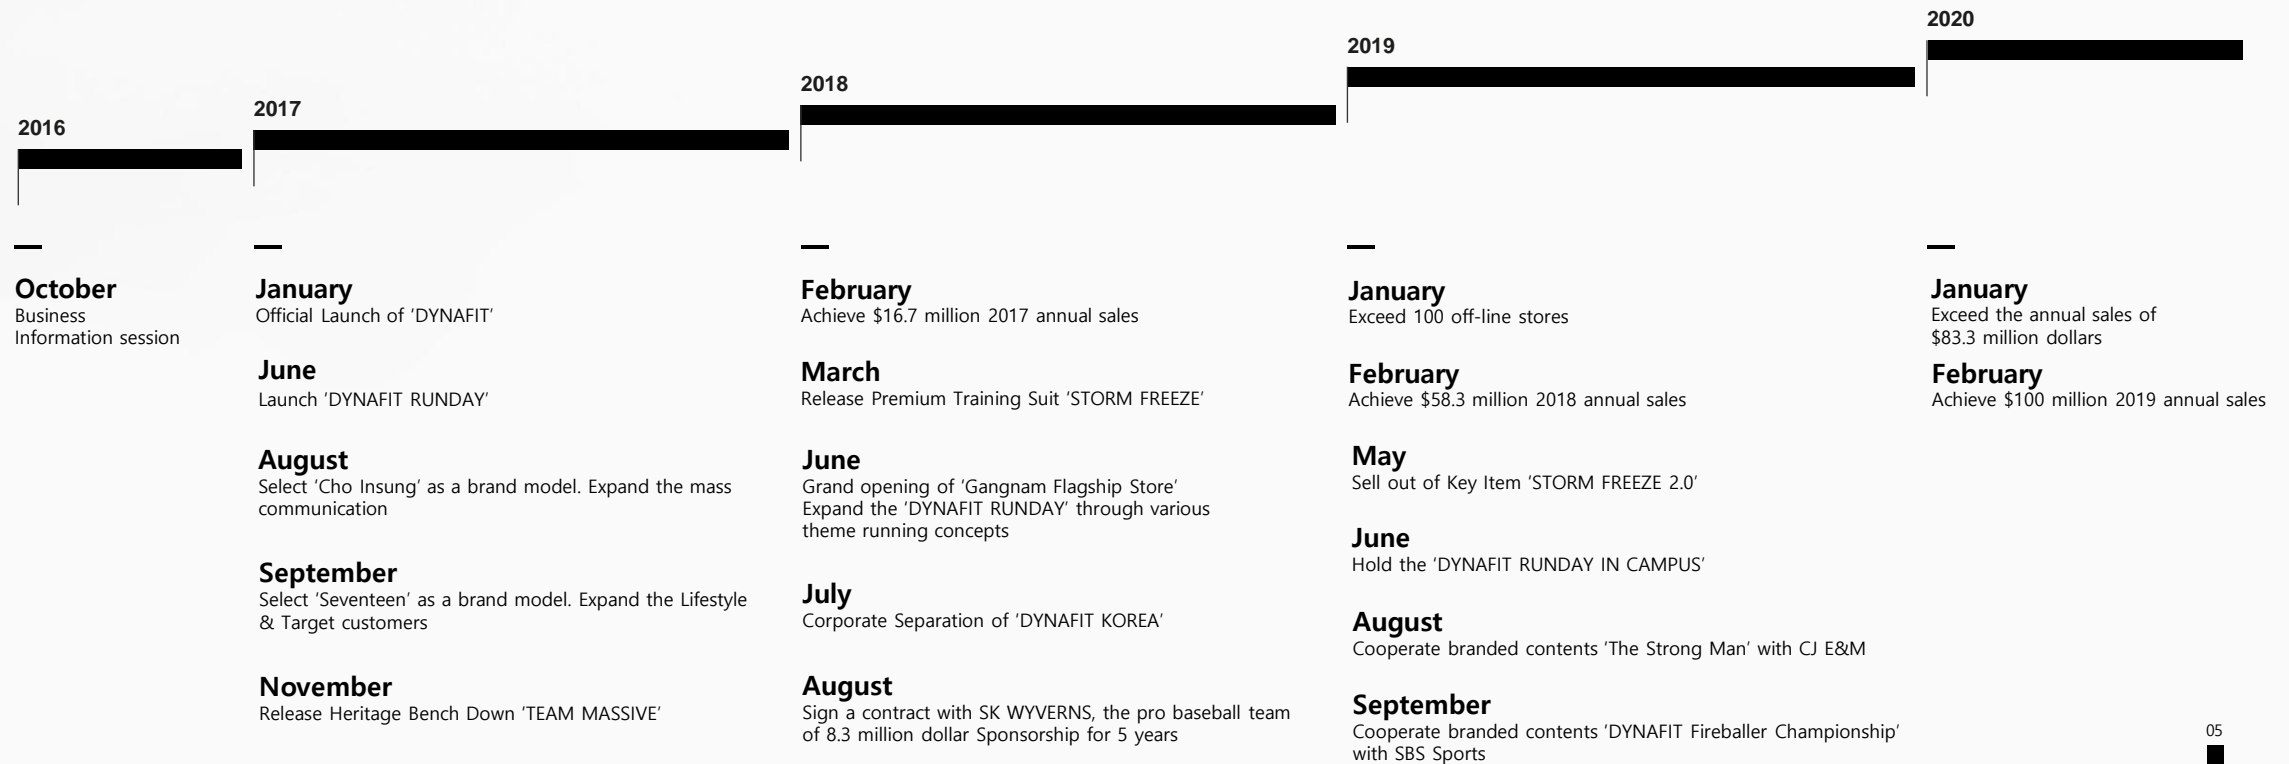 2016
October
Business
Information session
2017
January
Official Launch of ‘DYNAFIT’
June
Launch ‘DYNAFIT RUNDAY’
August
Select ‘Cho Insung’ as a brand model. Expand the mass
communication
September
Select ‘Seventeen’ as a brand model. Expand the Lifestyle
& Target customers
November
Release Heritage Bench Down ‘TEAM MASSIVE’
2018
February
Achieve $16.7 million 2017 annual sales
March
Release Premium Training Suit ‘STORM FREEZE’
June
Grand opening of ‘Gangnam Flagship Store’
Expand the ‘DYNAFIT RUNDAY’ through various
theme running concepts
July
Corporate Separation of ‘DYNAFIT KOREA’
August
Sign a contract with SK WYVERNS, the pro baseball team
of 8.3 million dollar Sponsorship for 5 years
2019
January
Exceed 100 off-line stores
February
Achieve $58.3 million 2018 annual sales
May
Sell out of Key Item ‘STORM FREEZE 2.0’
June
Hold the ‘DYNAFIT RUNDAY IN CAMPUS’
August
Cooperate branded contents ‘The Strong Man’ with CJ E&M
September
Cooperate branded contents ‘DYNAFIT Fireballer Championship’
with SBS Sports
2020
January
Exceed the annual sales of
$83.3 million dollars
February
Achieve $100 million 2019 annual sales
05